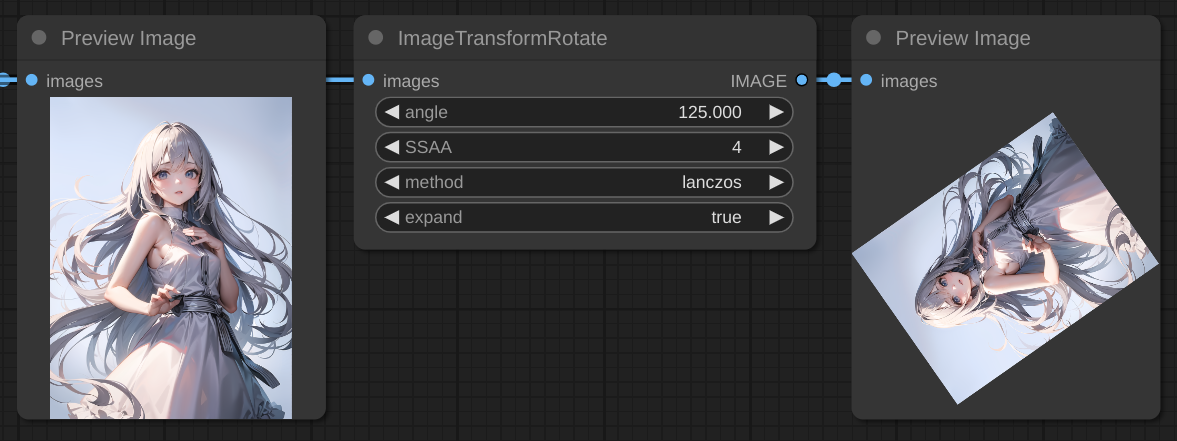 Preview Image
images
ImageTransformRotate
images IMAGE
angle 125.000
SSAA 4
method lanczos
expand true
Preview Image
images